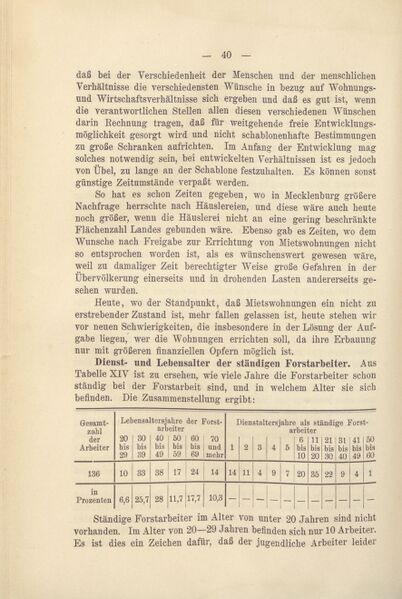 — 40 —
daß bei der Verschiedenheit der Menschen und der menschlichen
Verhältnisse die verschiedensten Wünsche in bezug auf Wohnungs-
und Wirtschaftsverhältnisse sich ergeben und daß es gut ist, wenn
die verantwortlichen Stellen allen diesen verschiedenen Wünschen
darin Rechnung tragen, daß für weitgehende freie Entwicklungs-
möglichkeit gesorgt wird und nicht schablonenhafte Bestimmungen
zu große Schranken aufrichten. Im Anfang der Entwicklung mag
solches notwendig sein, bei entwickelten Verhältnissen ist es jedoch
von Übel, zu lange an der Schablone festzuhalten. Es können sonst
günstige Zeitumstände verpaßt werden.
So hat es schon Zeiten gegeben, wo in Mecklenburg größere
Nachfrage herrschte nach Häuslereien, und diese wäre auch heute
noch größer, wenn die Häuslerei nicht an eine gering beschränkte
Flächenzahl Landes gebunden wäre. Ebenso gab es Zeiten, wo dem
Wunsche nach Freigabe zur Errichtung von Mietswohnungen nicht
so entsprochen worden ist, als es wünschenswert gewesen wäre,
weil zu damaliger Zeit berechtigter Weise große Gefahren in der
Übervölkerung einerseits und in drohenden Lasten andererseits ge-
sehen wurden.
Heute, wo der Standpunkt, daß Mietswohnungen ein nicht zu
erstrebender Zustand ist, mehr fallen gelassen ist, heute stehen wir
vor neuen Schwierigkeiten, die insbesondere in der Lösung der Auf-
gabe liegen, wer die Wohnungen errichten soll, da ihre Erbauung
nur mit größeren finanziellen Opfern möglich ist.
Dienst- und Lebensalter der ständigen Forstarbeiter. Aus
Tabelle XIV ist zu ersehen, wie viele Jahre die Forstarbeiter schon
ständig bei der Forstarbeit sind, und in welchem Alter sie sich
befinden. Die Zusammenstellung ergibt:
Gesamt-
zahl
der
Arbeiter
Lebensaltersjahre der Forst-
arbeiter
Dienstaltersjahre als ständige Forst-
arbeiter
20 bis 29 30 bis 39 40 bis 49 50 bis 59 60 bis 69 70 und mehr 1 2 3 4 5 6 bis 10 11 bis 20 21 bis 30 31 bis 40 41 bis 49 50 bis 60
136 10 33 38 17 24 14 14 11 4 9 7 20 35 22 9 4 1
in
Prozenten 6,6 25,7 28 11,7 17,7 10,3 — — — — — — — — — — —
Ständige Forstarbeiter im Alter von unter 20 Jahren sind nicht
vorhanden. Im Alter von 20—29 Jahren befinden sich nur 10 Arbeiter.
Es ist dies ein Zeichen dafür, daß der jugendliche Arbeiter leider